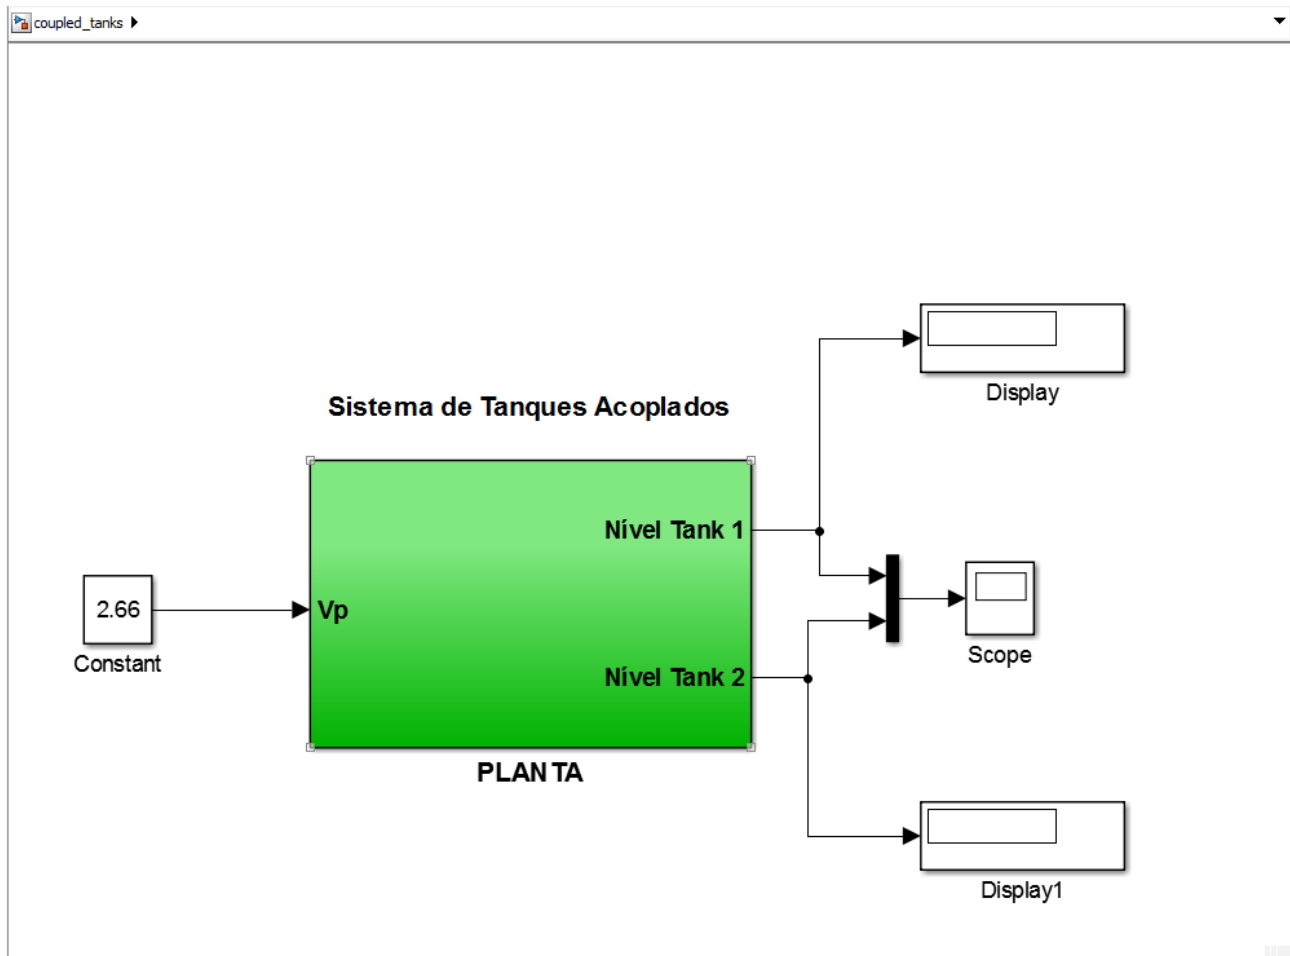 coupled_tanks
Display
Sistema de Tanques Acoplados
Nível Tank 1
2.66
Vp
Constant
Scope
Nível Tank 2
PLANTA
Display1